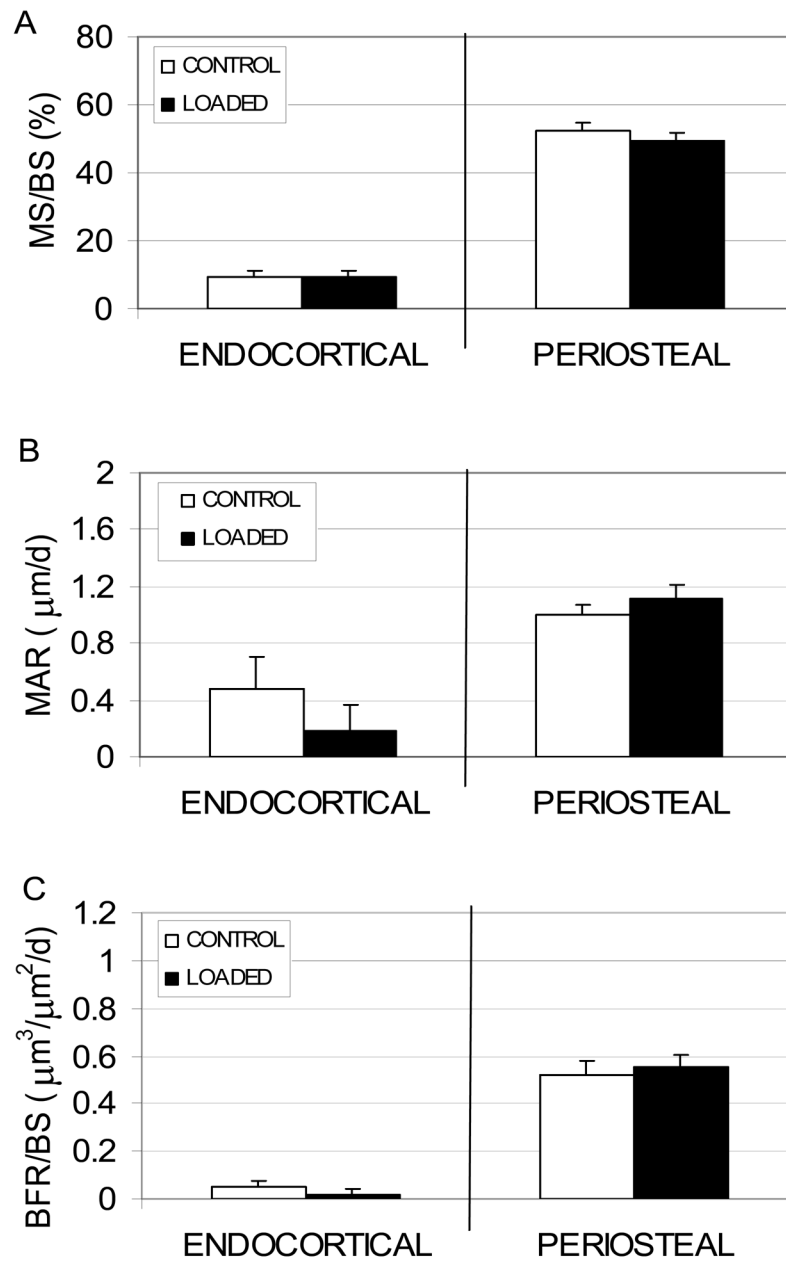 A
80
60
40
20
0
MS/BS (%)
CONTROL
LOADED
ENDOCORTICAL PERIOSTEAL
B
2
1.6
1.2
0.8
0.4
0
MAR ( μm/d)
CONTROL
LOADED
ENDOCORTICAL PERIOSTEAL
C
1.2
1
0.8
0.6
0.4
0.2
0
BFR/BS ( μm³/μm²/d)
CONTROL
LOADED
ENDOCORTICAL PERIOSTEAL